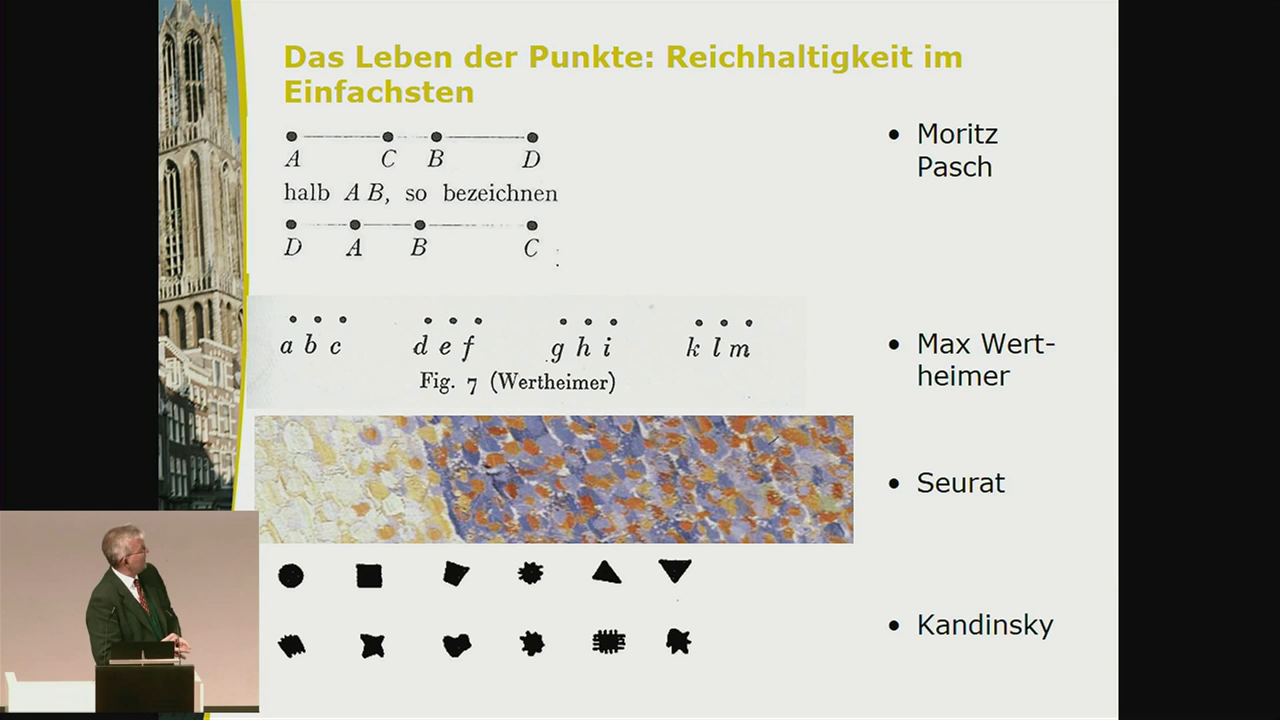 Das Leben der Punkte: Reichhaltigkeit im
Einfachsten
A C B D
halb A B, so bezeichnen
D A B C
a b c d e f g h i k l m
Fig. 7 (Wertheimer)
• Moritz
Pasch
• Max Wert-
heimer
• Seurat
• Kandinsky